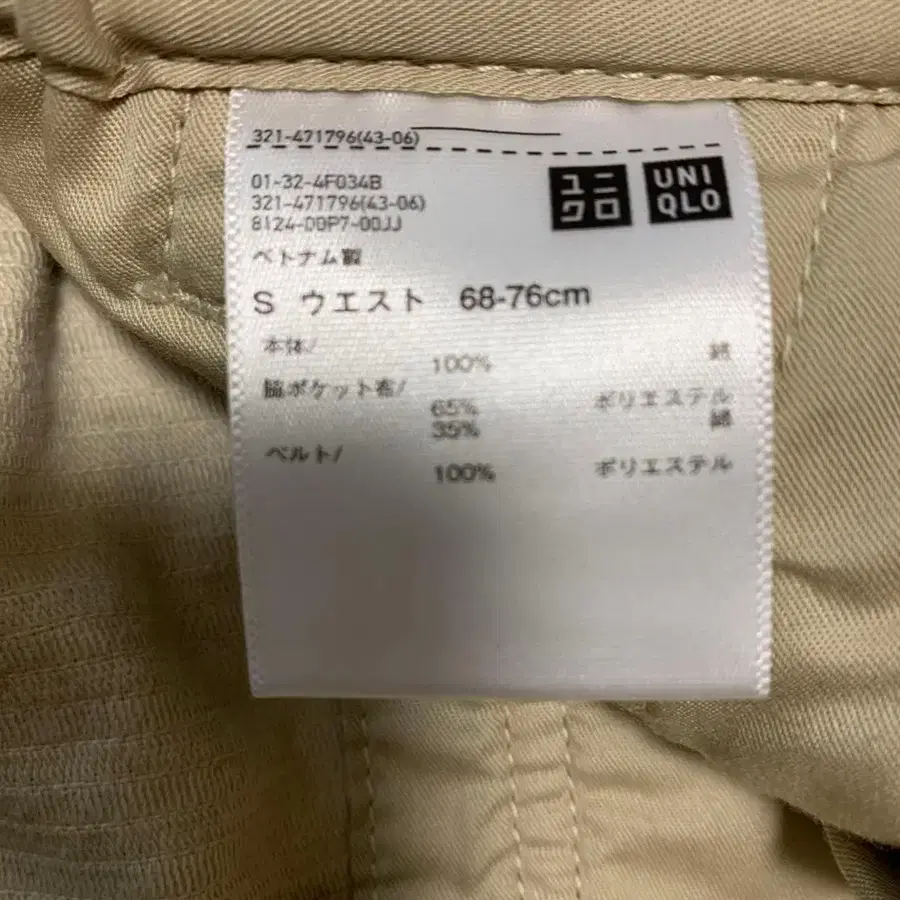 321-471796(43-06)
01-32-4F034B
321-471796(43-06)
8124-00P7-00JJ
ユニクロ
UNIQLO
ベトナム製
S ウエスト 68-76cm
本体/
100% 綿
脇ポケット布/
65% ポリエステル
35% 綿
ベルト/
100% ポリエステル